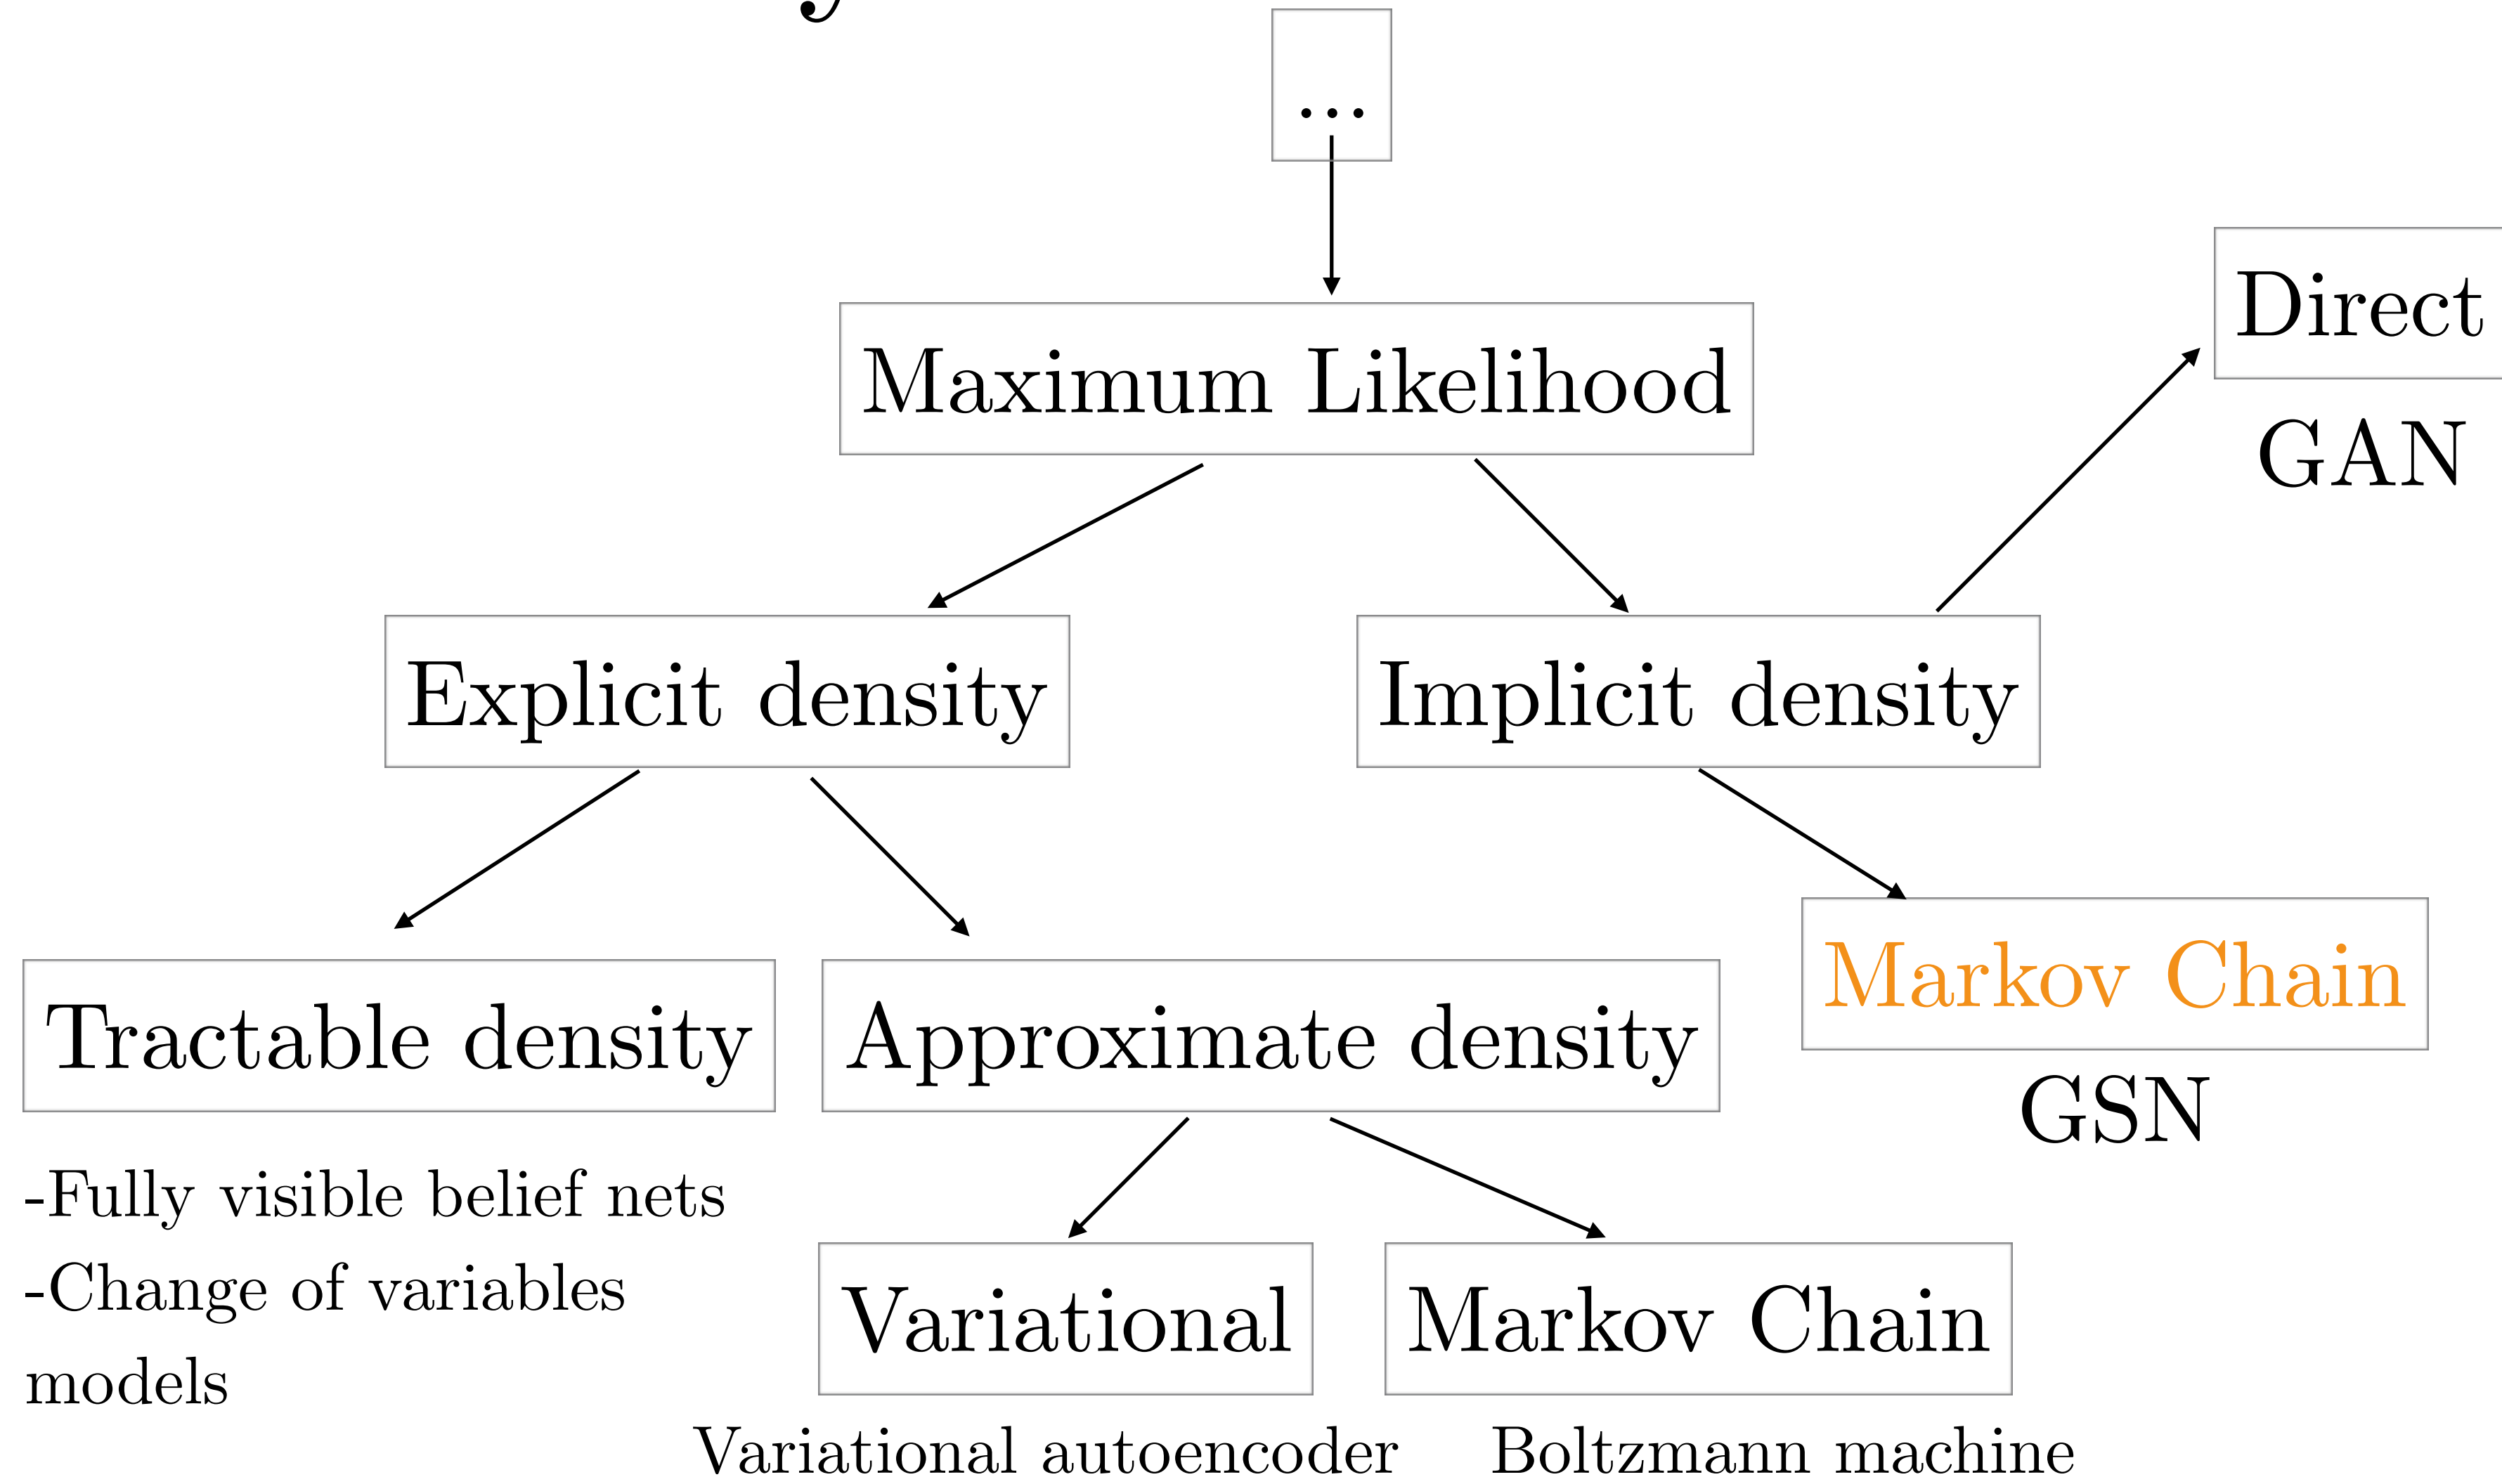 ...
Maximum Likelihood
Direct
GAN
Explicit density
Implicit density
Tractable density
Approximate density
Markov Chain
GSN
-Fully visible belief nets
-Change of variables
models
Variational
Markov Chain
Variational autoencoder
Boltzmann machine